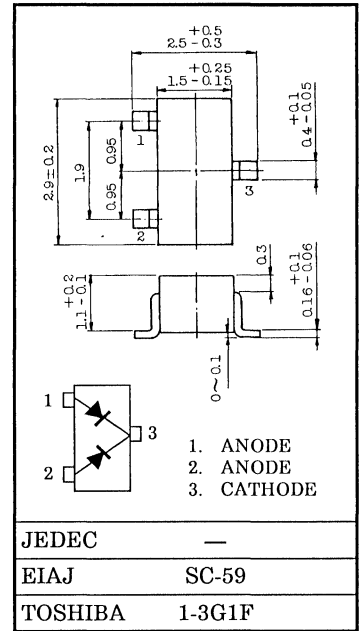 +0.5
2.5 - 0.3
+0.25
1.5 - 0.15
2.9±0.2
1.9
0.95
0.95
1
2
3
+0.1
0.4 - 0.05
+0.2
1.1 - 0.1
0.3
+0.1
0.16 - 0.06
0~0.1
1
2
3
1. ANODE
2. ANODE
3. CATHODE
JEDEC —
EIAJ SC-59
TOSHIBA 1-3G1F